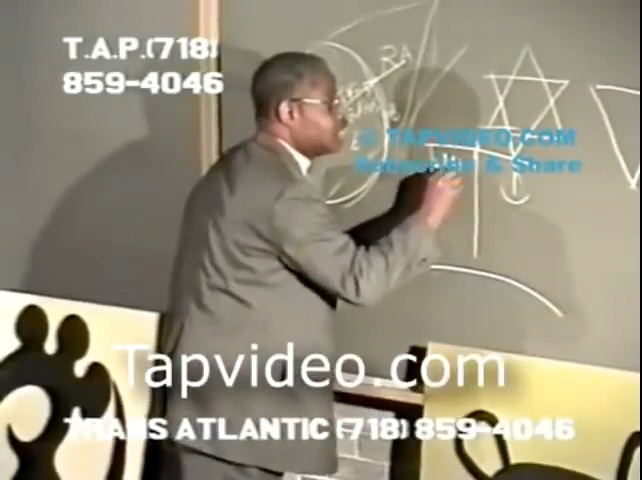 T.A.P.(718)
859-4046
RA
© TAPVIDEO.COM
Subscribe & Share
Tapvideo.com
TRANS ATLANTIC (718) 859-4046